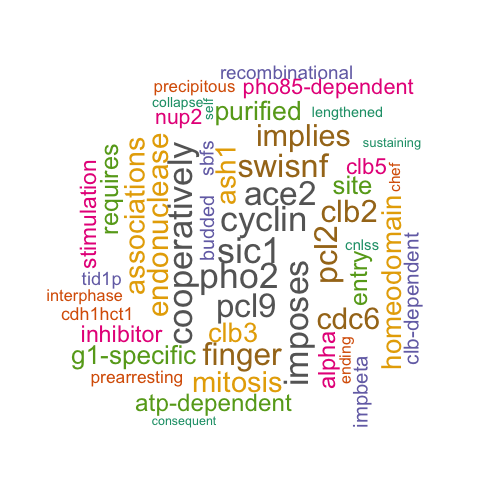 recombinational
precipitous
pho85-dependent
collapse
self
nup2
purified
lengthened
implies
sustaining
stimulation
requires
associations
endonuclease
cooperatively
sbfs
ash1
swisnf
clb5
chef
site
ace2
cyclin
pcl2
clb2
homeodomain
budded
sic1
cnlss
clb-dependent
tid1p
pho2
entry
interphase
cdh1hct1
pcl9
imposes
cdc6
inhibitor
clb3
alpha
ending
impbeta
g1-specific
finger
prearresting
mitosis
atp-dependent
consequent